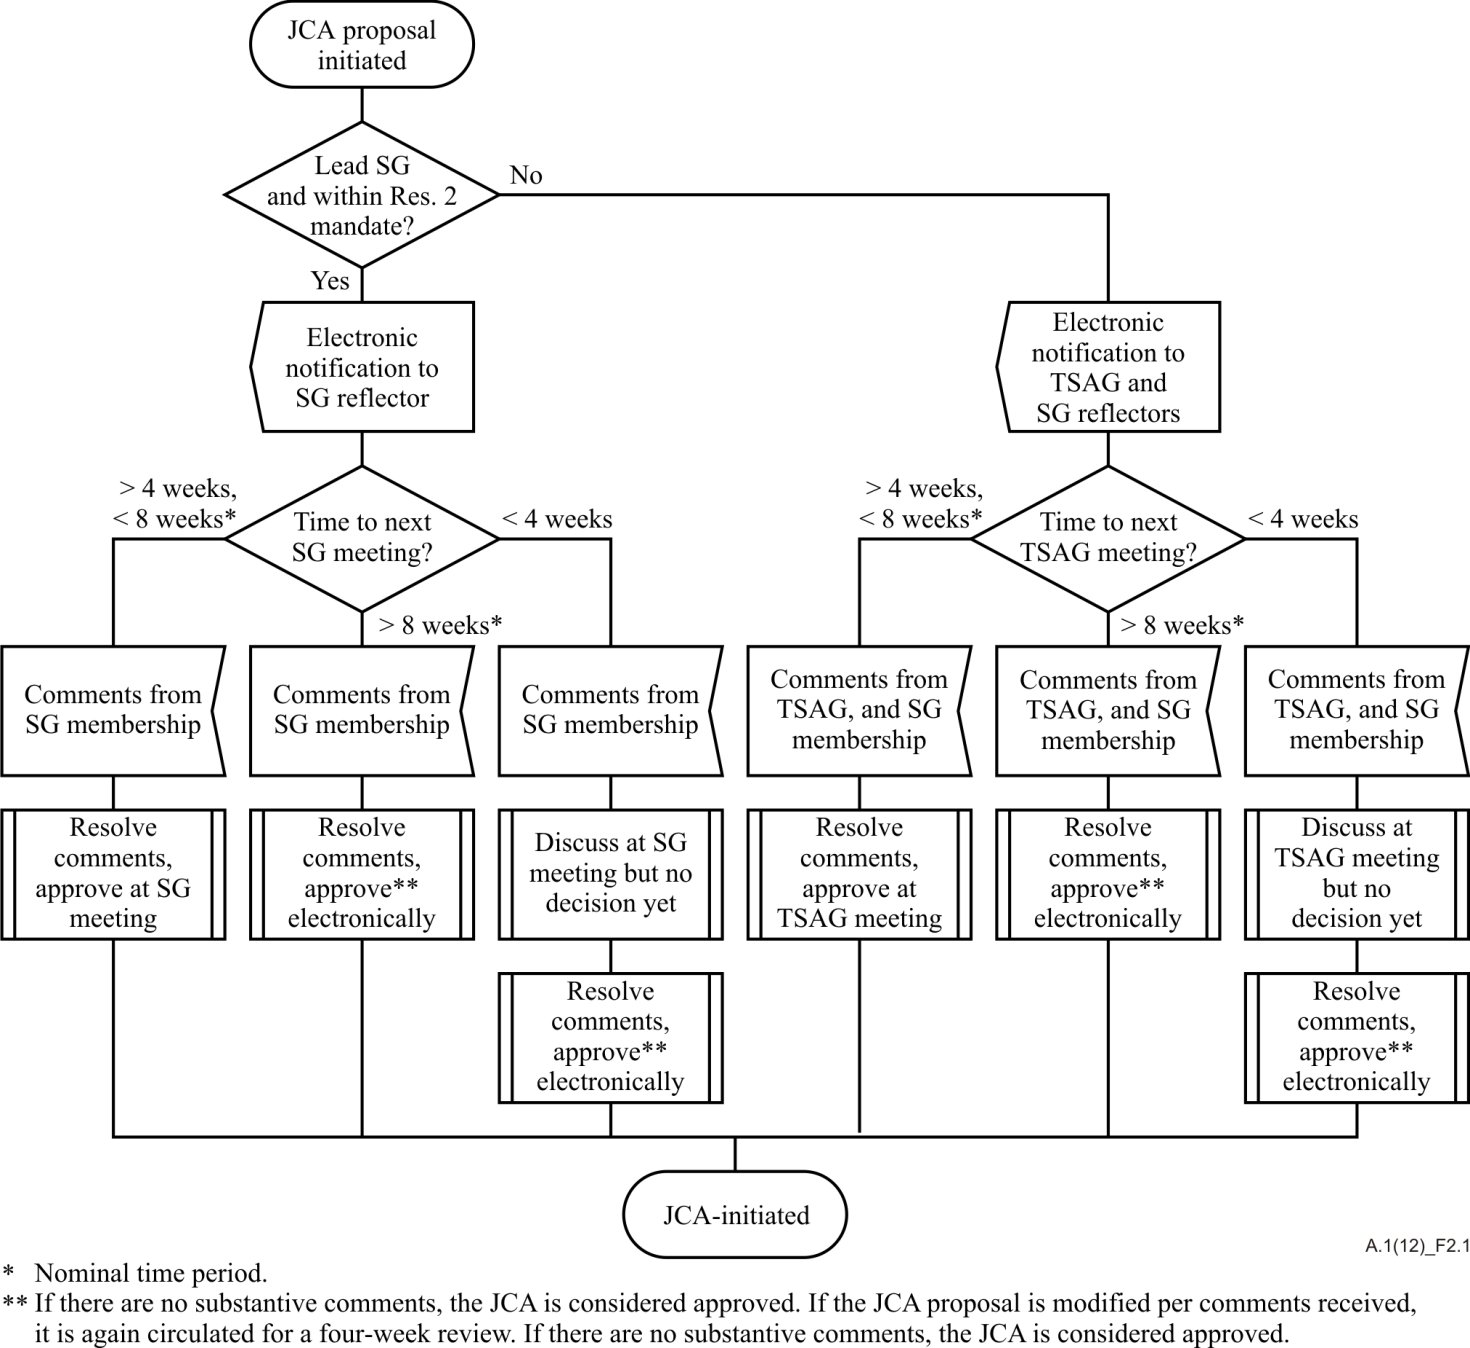 JCA proposal
initiated
Lead SG
and within Res. 2
mandate?
No
Yes
Electronic
notification to
SG reflector
Electronic
notification to
TSAG and
SG reflectors
> 4 weeks,
< 8 weeks*
Time to next
SG meeting?
< 4 weeks
> 8 weeks*
> 4 weeks,
< 8 weeks*
Time to next
TSAG meeting?
< 4 weeks
> 8 weeks*
Comments from
SG membership
Comments from
SG membership
Comments from
SG membership
Comments from
TSAG, and SG
membership
Comments from
TSAG, and SG
membership
Comments from
TSAG, and SG
membership
Resolve
comments,
approve at SG
meeting
Resolve
comments,
approve**
electronically
Discuss at SG
meeting but no
decision yet
Resolve
comments,
approve at
TSAG meeting
Resolve
comments,
approve**
electronically
Discuss at
TSAG meeting
but no
decision yet
Resolve
comments,
approve**
electronically
Resolve
comments,
approve**
electronically
JCA-initiated
A.1(12)_F2.1
* Nominal time period.
** If there are no substantive comments, the JCA is considered approved. If the JCA proposal is modified per comments received,
it is again circulated for a four-week review. If there are no substantive comments, the JCA is considered approved.